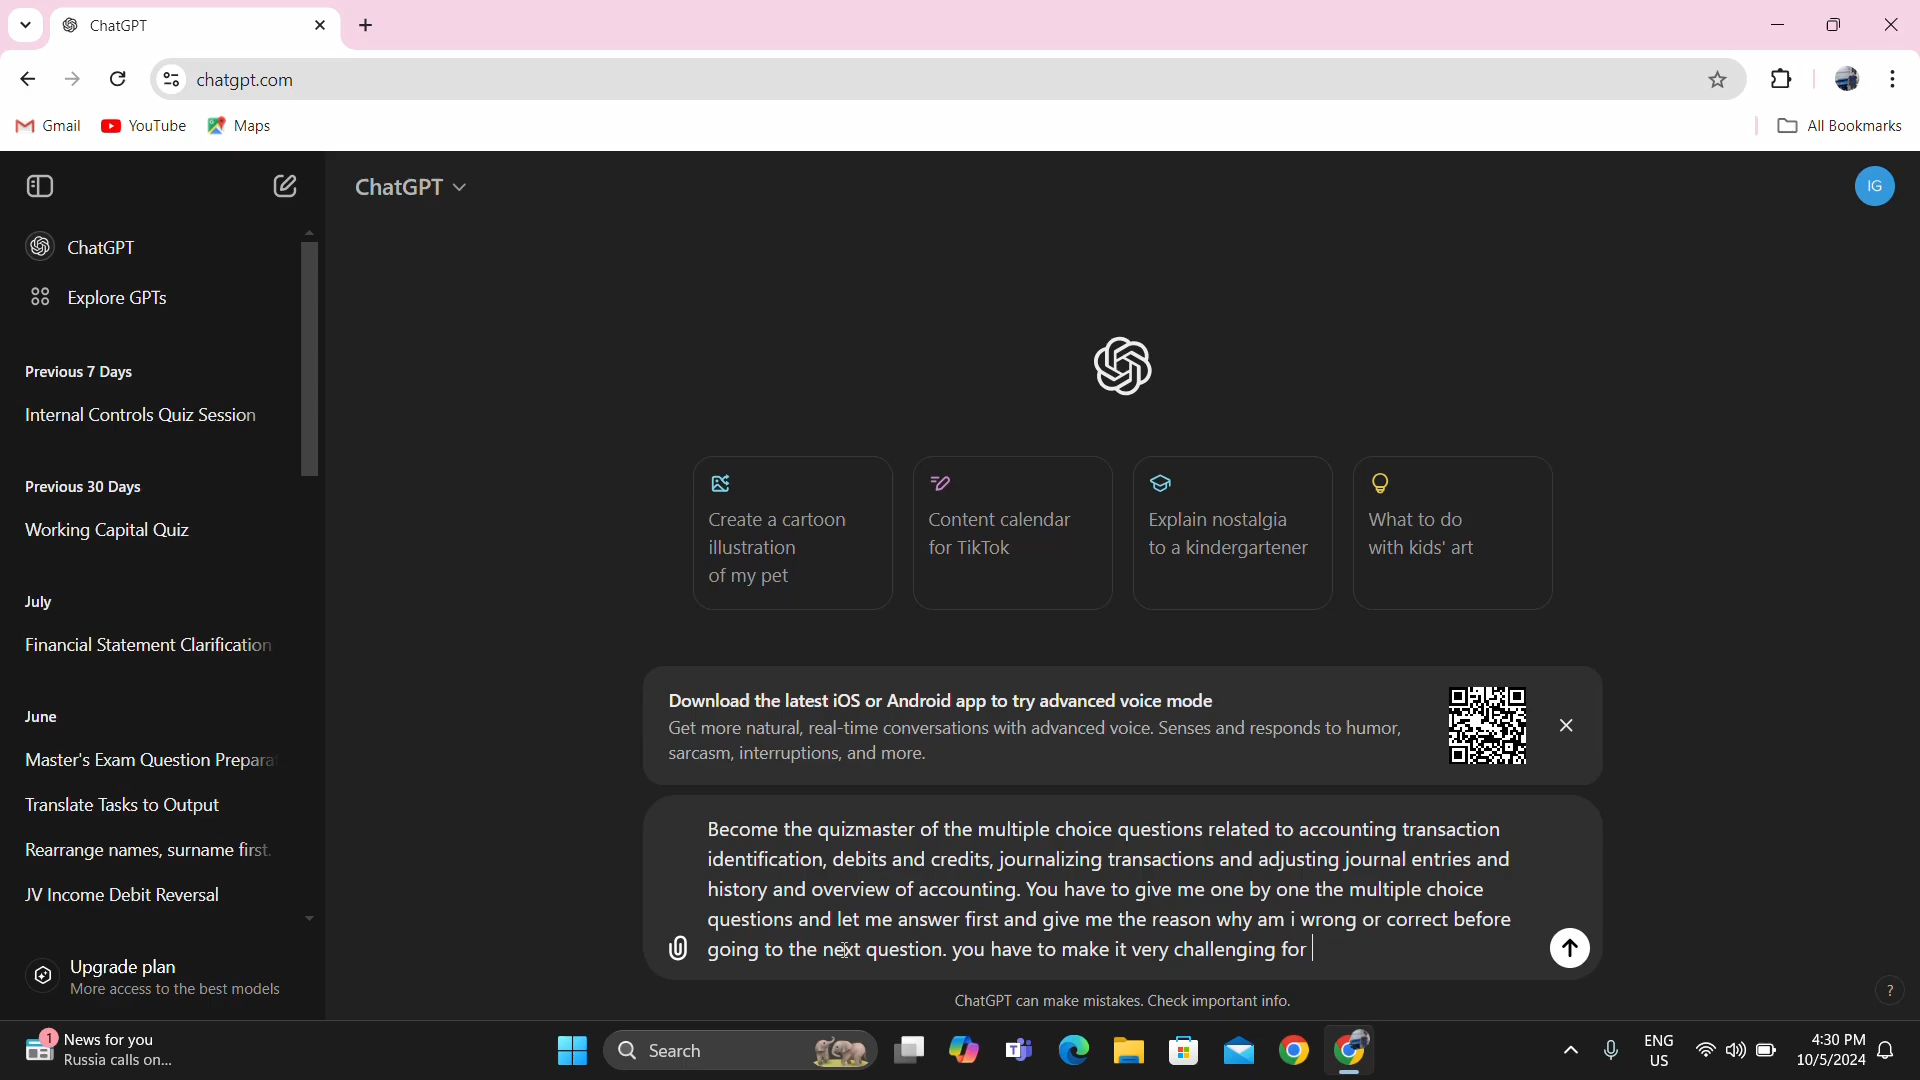 ChatGPT
chatgpt.com
Gmail
YouTube
Maps
All Bookmarks
ChatGPT
IG
ChatGPT
Explore GPTs
Previous 7 Days
Internal Controls Quiz Session
Previous 30 Days
Working Capital Quiz
July
Financial Statement Clarification
June
Master's Exam Question Prepara
Translate Tasks to Output
Rearrange names, surname first.
JV Income Debit Reversal
Upgrade plan
More access to the best models
Create a cartoon
illustration
of my pet
Content calendar
for TikTok
Explain nostalgia
to a kindergartener
What to do
with kids' art
Download the latest iOS or Android app to try advanced voice mode
Get more natural, real-time conversations with advanced voice. Senses and responds to humor,
sarcasm, interruptions, and more.
Become the quizmaster of the multiple choice questions related to accounting transaction
identification, debits and credits, journalizing transactions and adjusting journal entries and
history and overview of accounting. You have to give me one by one the multiple choice
questions and let me answer first and give me the reason why am i wrong or correct before
going to the next question. you have to make it very challenging for
ChatGPT can make mistakes. Check important info.
?
1
News for you
Russia calls on...
Search
ENG
US
4:30 PM
10/5/2024